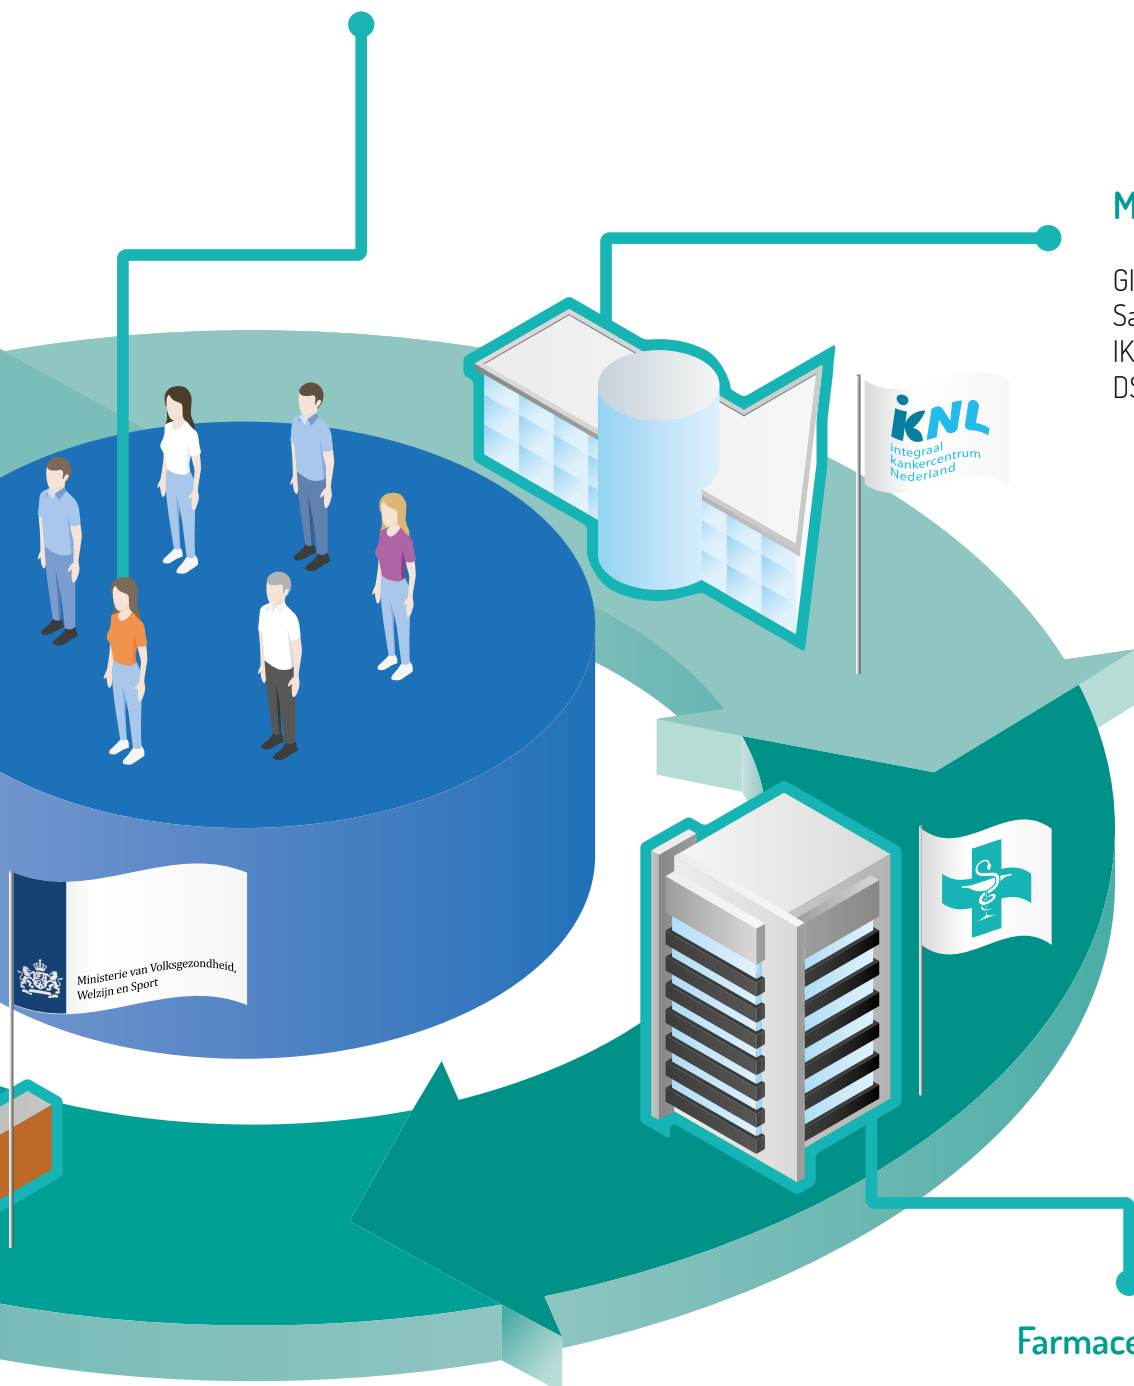 M
Gl
Sa
IK
DS
iKNL
integraal
kankercentrum
Nederland
Ministerie van Volksgezondheid,
Welzijn en Sport
Farmace